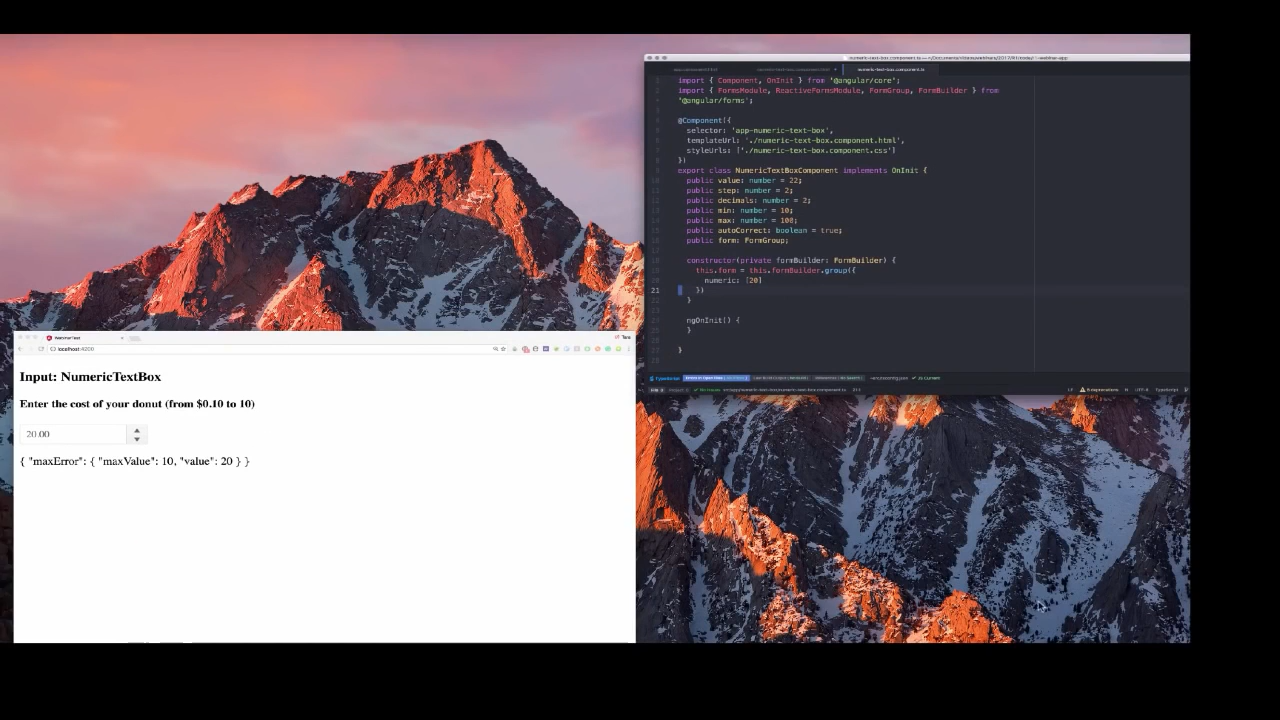 import { Component, OnInit } from '@angular/core';
import { FormsModule, ReactiveFormsModule, FormGroup, FormBuilder } from
'@angular/forms';
@Component({
selector: 'app-numeric-text-box',
templateUrl: './numeric-text-box.component.html',
styleUrls: ['./numeric-text-box.component.css']
})
export class NumericTextBoxComponent implements OnInit {
public value: number = 22;
public step: number = 2;
public decimals: number = 2;
public min: number = 10;
public max: number = 100;
public autoCorrect: boolean = true;
public form: FormGroup;
constructor(private formBuilder: FormBuilder) {
this.form = this.formBuilder.group({
numeric: [20]
21 })
}
ngOnInit() {
}
}
TypeScript
localhost:4200
Input: NumericTextBox
Enter the cost of your donut (from $0.10 to 10)
20.00
{ "maxError": { "maxValue": 10, "value": 20 } }